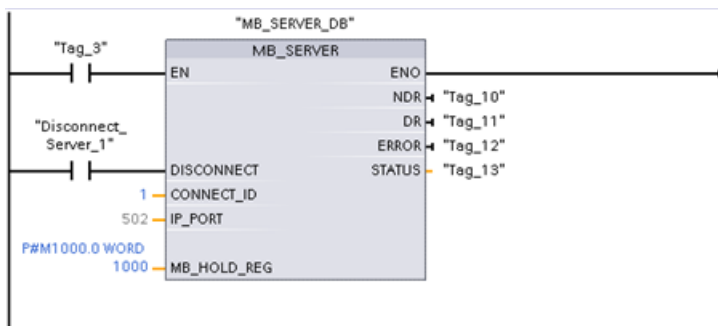 "MB_SERVER_DB"
"Tag_3"
MB_SERVER
EN
ENO
NDR
"Tag_10"
DR
"Tag_11"
"Disconnect_
Server_1"
ERROR
"Tag_12"
DISCONNECT
STATUS
"Tag_13"
1
CONNECT_ID
502
IP_PORT
P#M1000.0 WORD
1000
MB_HOLD_REG